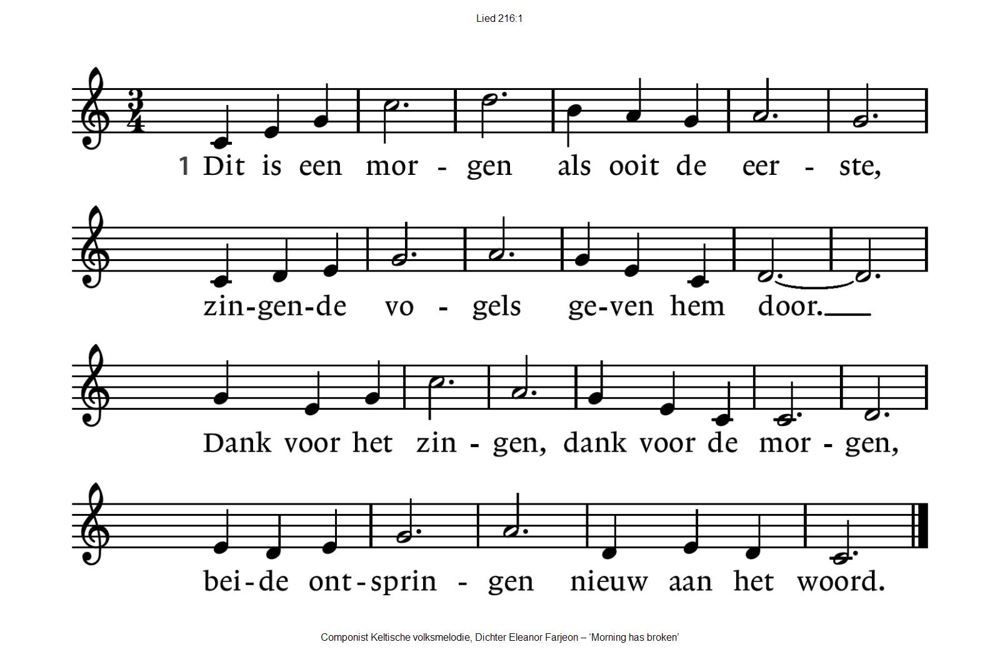 Lied 216:1
3
4
1 Dit is een mor - gen als ooit de eer - ste,
zin-gen-de vo - gels ge-ven hem door.
Dank voor het zin - gen, dank voor de mor - gen,
bei-de ont-sprin - gen nieuw aan het woord.
Componist Keltische volksmelodie, Dichter Eleanor Farjeon – ‘Morning has broken’